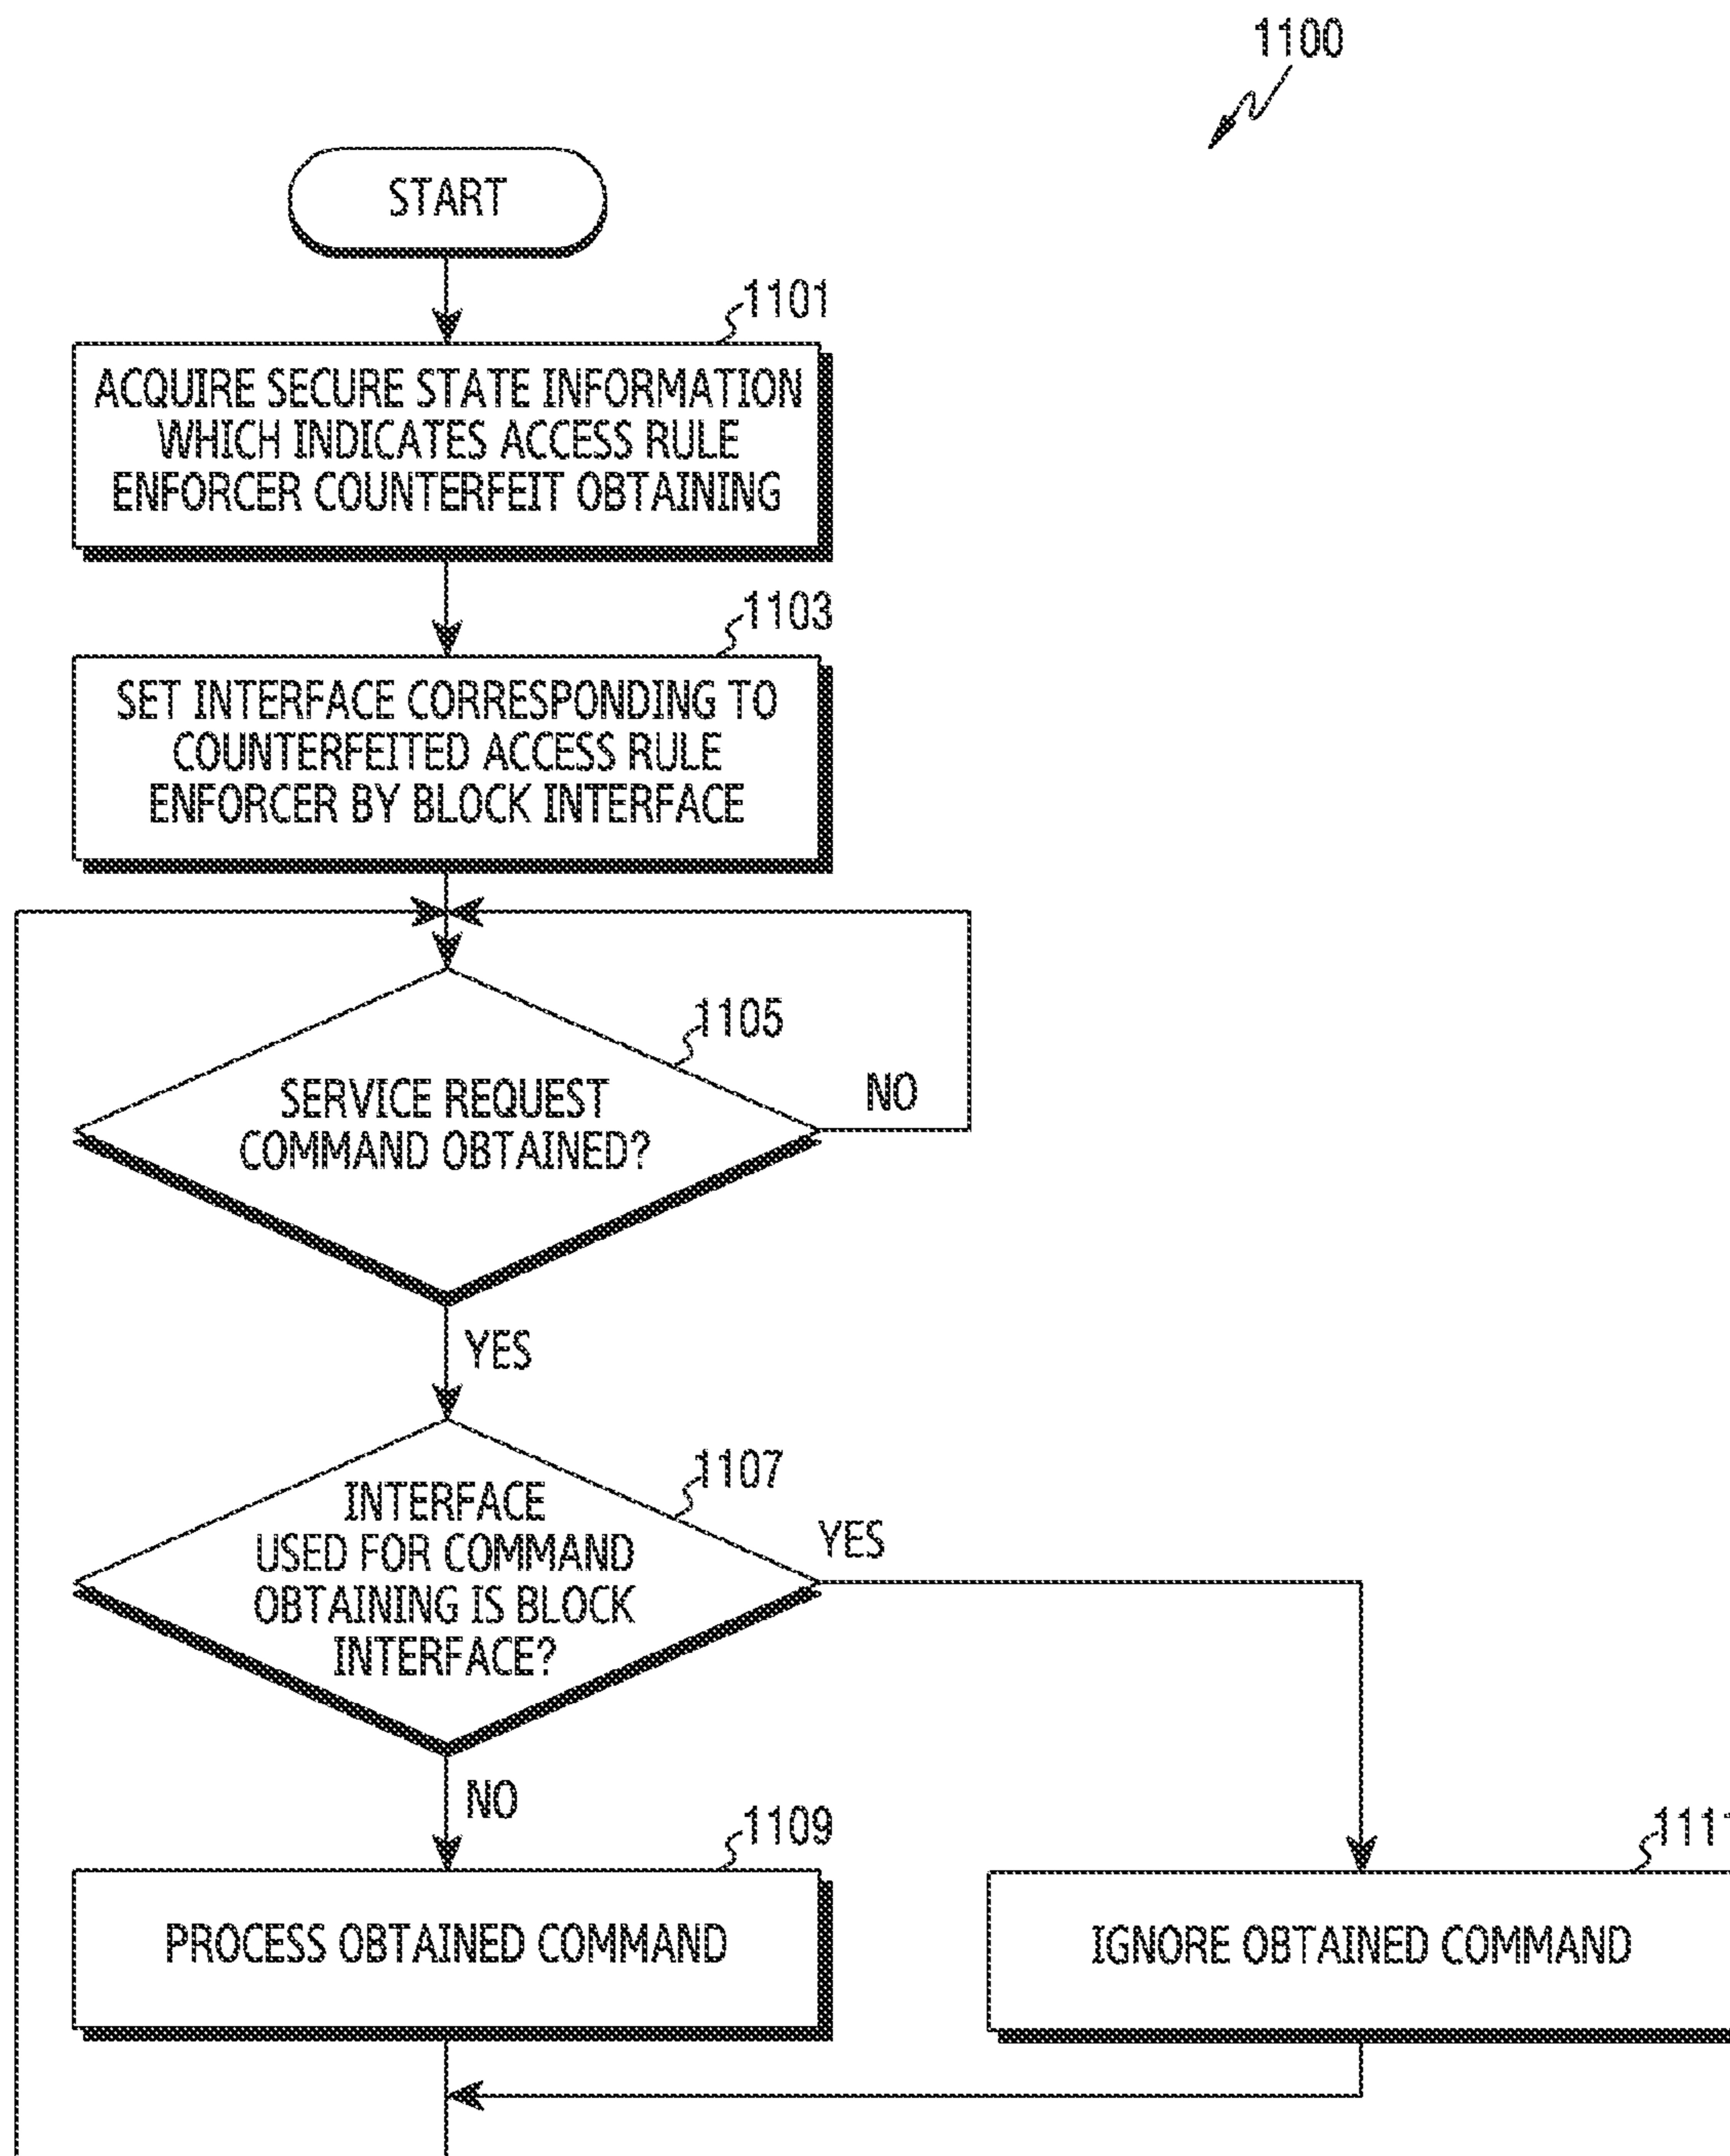 1100
START
1101
ACQUIRE SECURE STATE INFORMATION
WHICH INDICATES ACCESS RULE
ENFORCER COUNTERFEIT OBTAINING
1103
SET INTERFACE CORRESPONDING TO
COUNTERFEITED ACCESS RULE
ENFORCER BY BLOCK INTERFACE
1105
SERVICE REQUEST
COMMAND OBTAINED?
NO
YES
1107
INTERFACE
USED FOR COMMAND
OBTAINING IS BLOCK
INTERFACE?
YES
NO
1109
PROCESS OBTAINED COMMAND
1111
IGNORE OBTAINED COMMAND